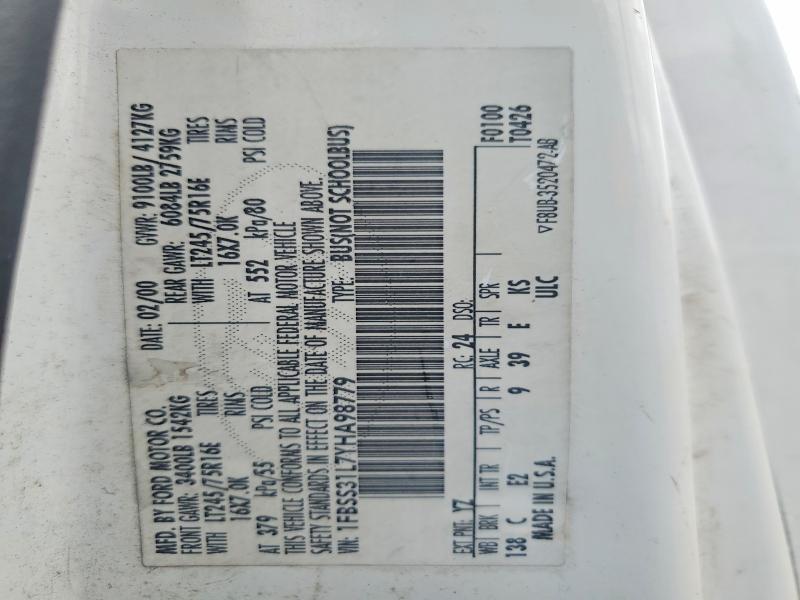 MFD. BY FORD MOTOR CO. DATE: 02/00 GVWR: 9100LB/ 4127KG
FRONT GAWR: 3400LB 1542KG REAR GAWR: 6084LB 2759KG
WITH LT245/75R16E TIRES WITH LT245/75R16E TIRES
16X7.0K RIMS 16X7.0K RIMS
AT 379 kPa/55 PSI COLD AT 552 kPa/80 PSI COLD
THIS VEHICLE CONFORMS TO ALL APPLICABLE FEDERAL MOTOR VEHICLE
SAFETY STANDARDS IN EFFECT ON THE DATE OF MANUFACTURE SHOWN ABOVE.
VIN: 1FBSS31L7YHA98779 TYPE: BUS(NOT SCHOOLBUS)
EXT PNT: YZ RC: 24 DSO: F0100
WB BRK INT TR TP/PS R AXLE TR SPR T0426
138 C E2 9 39 E KS
MADE IN U.S.A. ULC
▽F8UB-3520472-AB